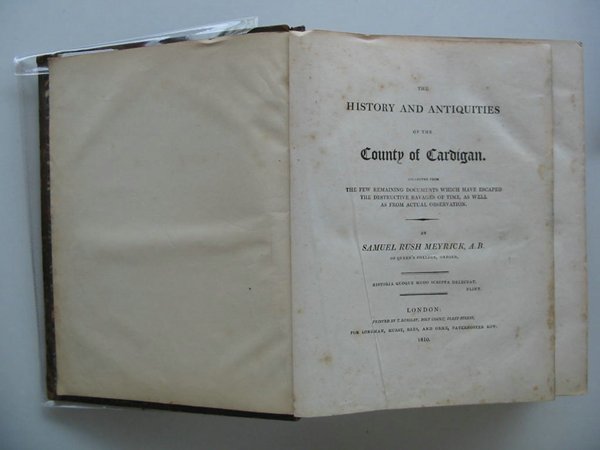 THE
HISTORY AND ANTIQUITIES
OF THE
County of Cardigan.
COLLECTED FROM
THE FEW REMAINING DOCUMENTS WHICH HAVE ESCAPED
THE DISTRUCTIVE RAVAGES OF TIME, AS WELL
AS FROM ACTUAL OBSERVATION.
BY
SAMUEL RUSH MEYRICK, A.B.
OF QUEEN'S COLLEGE, OXFORD.
HISTORIA QUOQUE MODO SCRIPTA DELECTAT.
PLINY.
LONDON:
PRINTED BY T. BENSLEY, BOLT COURT, FLEET-STREET,
FOR LONGMAN, HURST, REES, AND ORME, PATERNOSTER ROW.
1810.